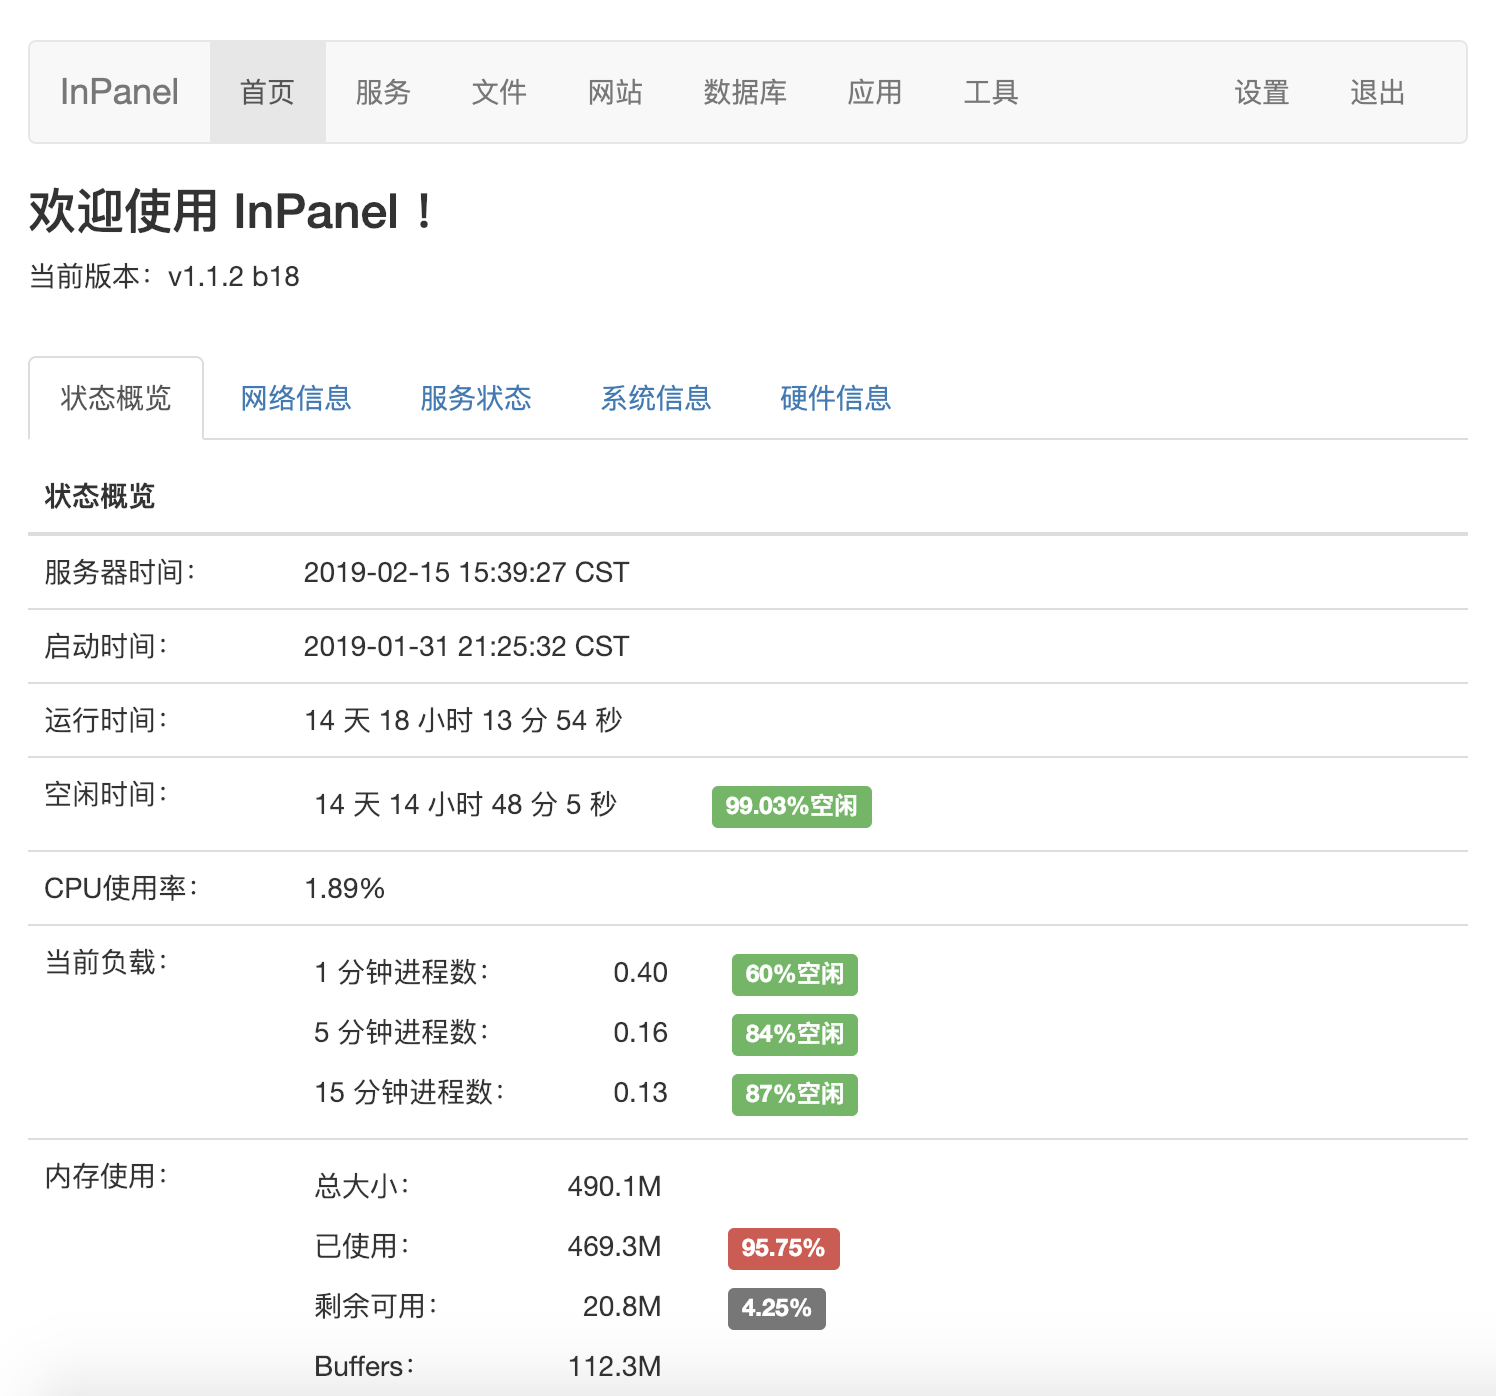 InPanel 首页 服务 文件 网站 数据库 应用 工具 设置 退出
欢迎使用 InPanel！
当前版本：v1.1.2 b18
状态概览 网络信息 服务状态 系统信息 硬件信息
状态概览
服务器时间： 2019-02-15 15:39:27 CST
启动时间： 2019-01-31 21:25:32 CST
运行时间： 14 天 18 小时 13 分 54 秒
空闲时间： 14 天 14 小时 48 分 5 秒 99.03%空闲
CPU使用率： 1.89%
当前负载： 1 分钟进程数： 0.40 60%空闲
5 分钟进程数： 0.16 84%空闲
15 分钟进程数： 0.13 87%空闲
内存使用： 总大小： 490.1M
已使用： 469.3M 95.75%
剩余可用： 20.8M 4.25%
Buffers： 112.3M